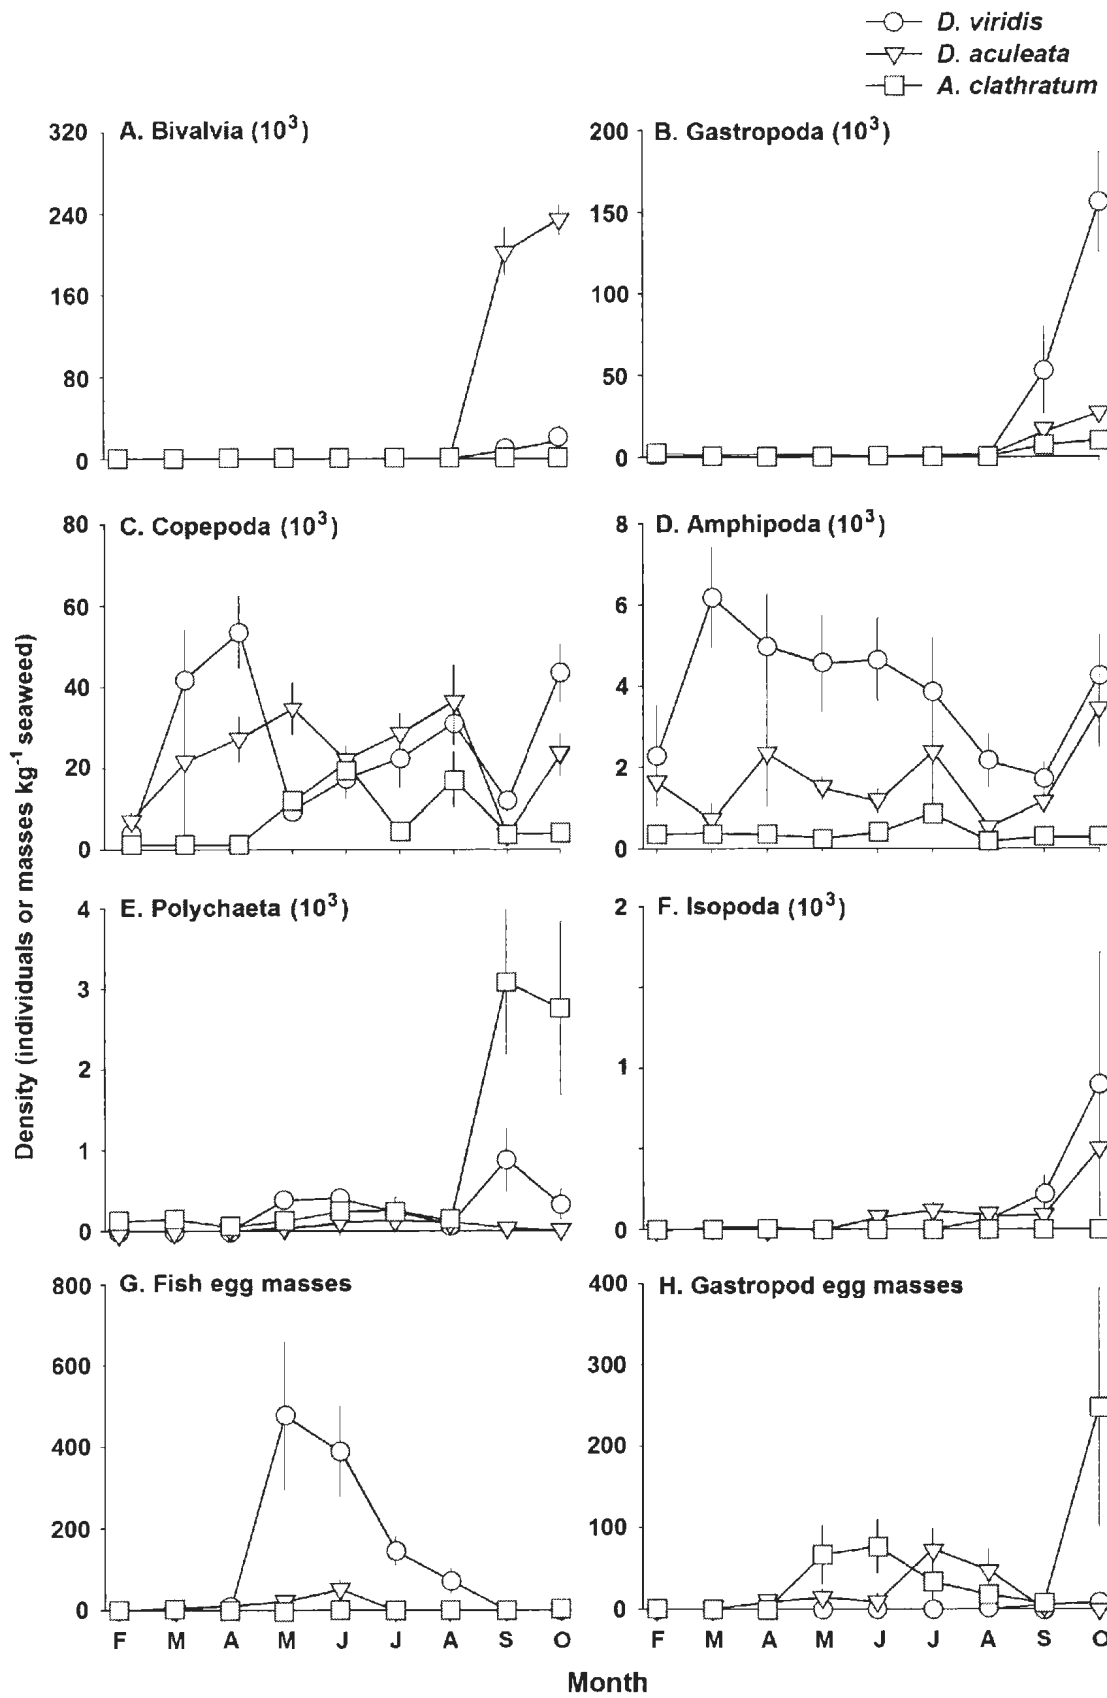 D. viridis
D. aculeata
A. clathratum
A. Bivalvia (10³)
320
240
160
80
0
B. Gastropoda (10³)
200
150
100
50
0
C. Copepoda (10³)
80
60
40
20
0
D. Amphipoda (10³)
8
6
4
2
0
E. Polychaeta (10³)
4
3
2
1
0
F. Isopoda (10³)
2
1
0
G. Fish egg masses
800
600
400
200
0
H. Gastropod egg masses
400
300
200
100
0
F M A M J J A S O
F M A M J J A S O
Density (individuals or masses kg⁻¹ seaweed)
Month